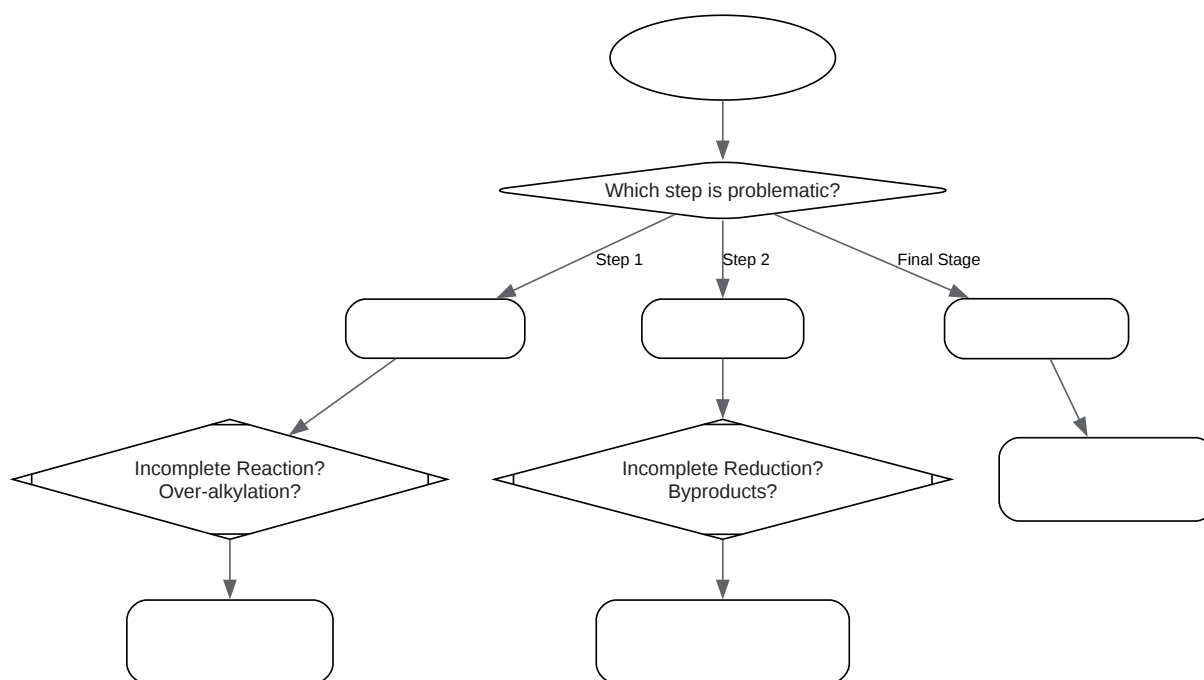 Which step is problematic?
Step 1
Step 2
Final Stage
Incomplete Reaction?
Over-alkylation?
Incomplete Reduction?
Byproducts?